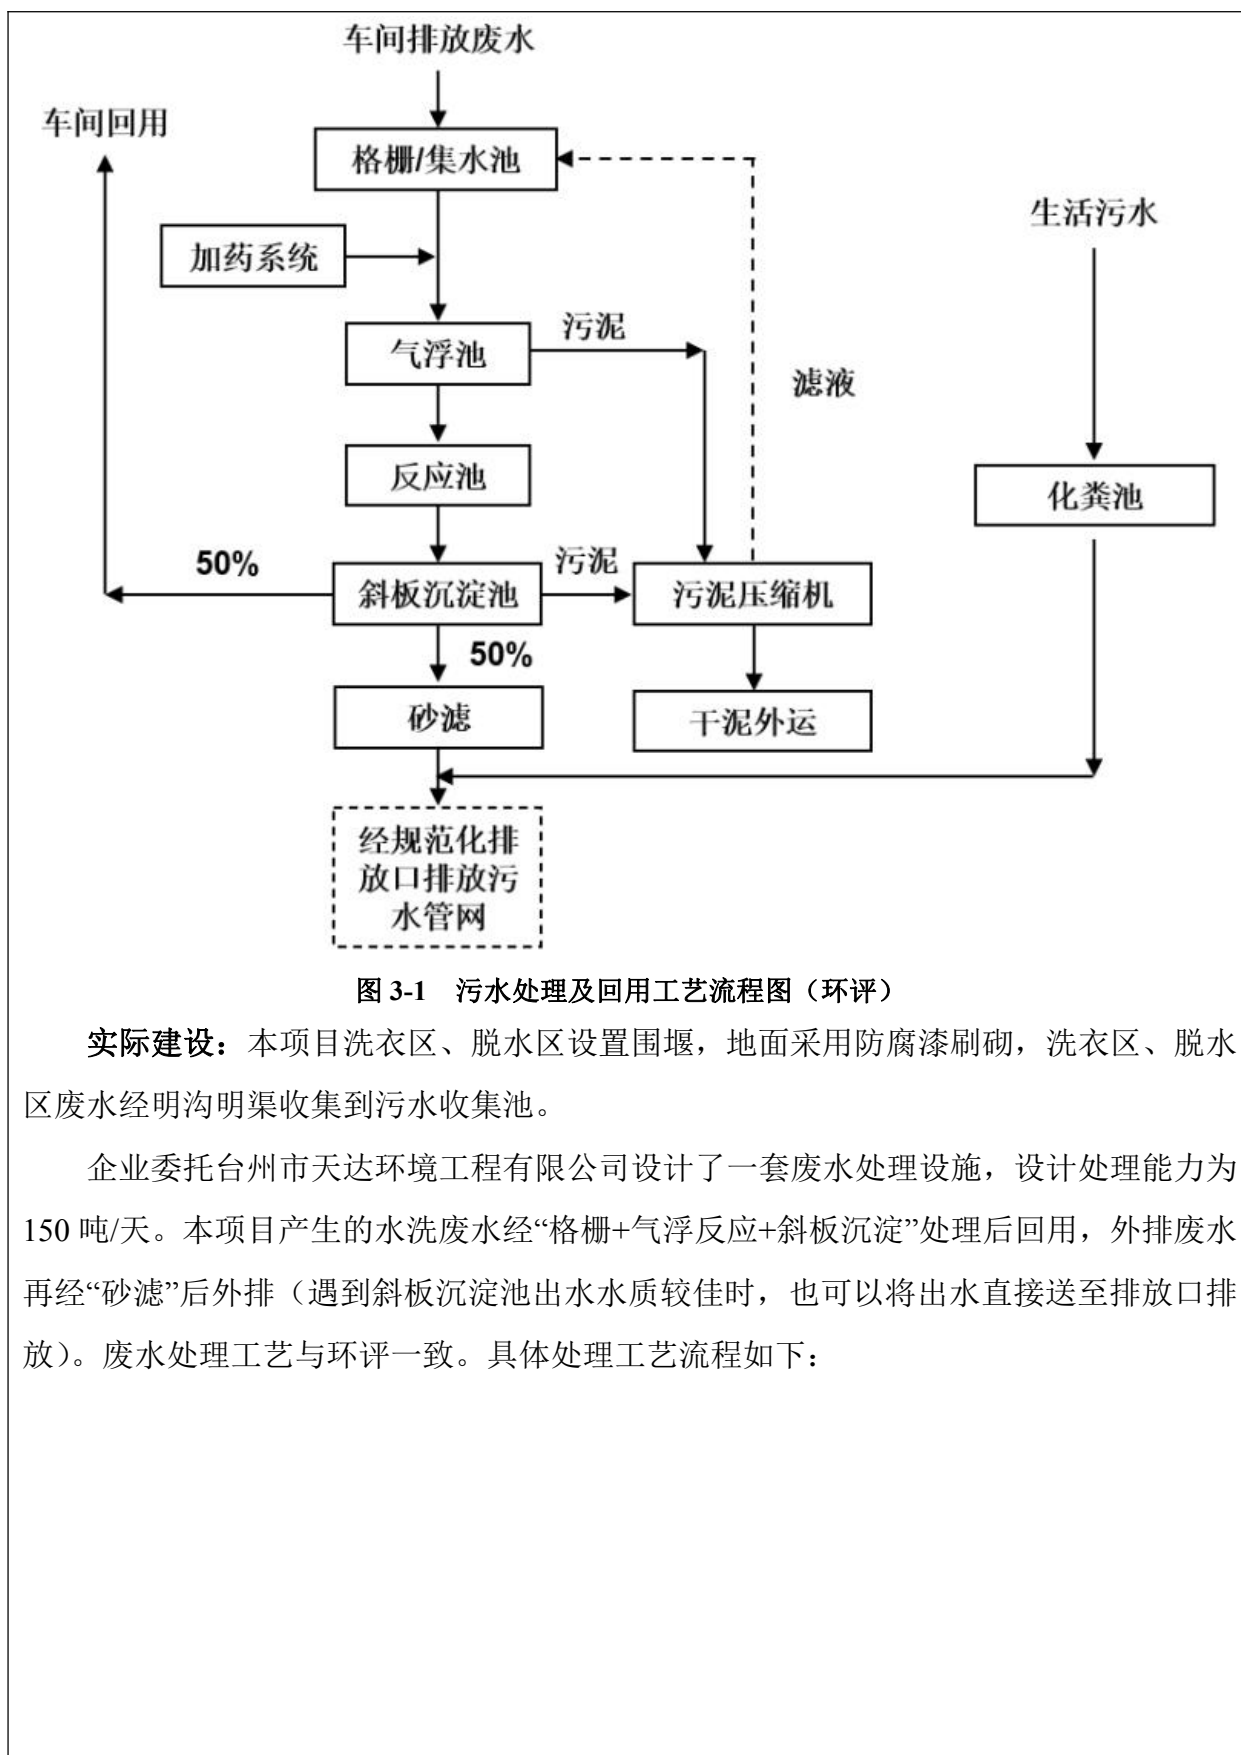 车间排放废水
车间回用
格栅/集水池
生活污水
加药系统
污泥
气浮池
滤液
反应池
化粪池
50%
污泥
斜板沉淀池
污泥压缩机
50%
砂滤
干泥外运
经规范化排
放口排放污
水管网
图 3-1 污水处理及回用工艺流程图（环评）
实际建设：本项目洗衣区、脱水区设置围堰，地面采用防腐漆刷砌，洗衣区、脱水
区废水经明沟明渠收集到污水收集池。
企业委托台州市天达环境工程有限公司设计了一套废水处理设施，设计处理能力为
150 吨/天。本项目产生的水洗废水经“格栅+气浮反应+斜板沉淀”处理后回用，外排废水
再经“砂滤”后外排（遇到斜板沉淀池出水水质较佳时，也可以将出水直接送至排放口排
放）。废水处理工艺与环评一致。具体处理工艺流程如下：